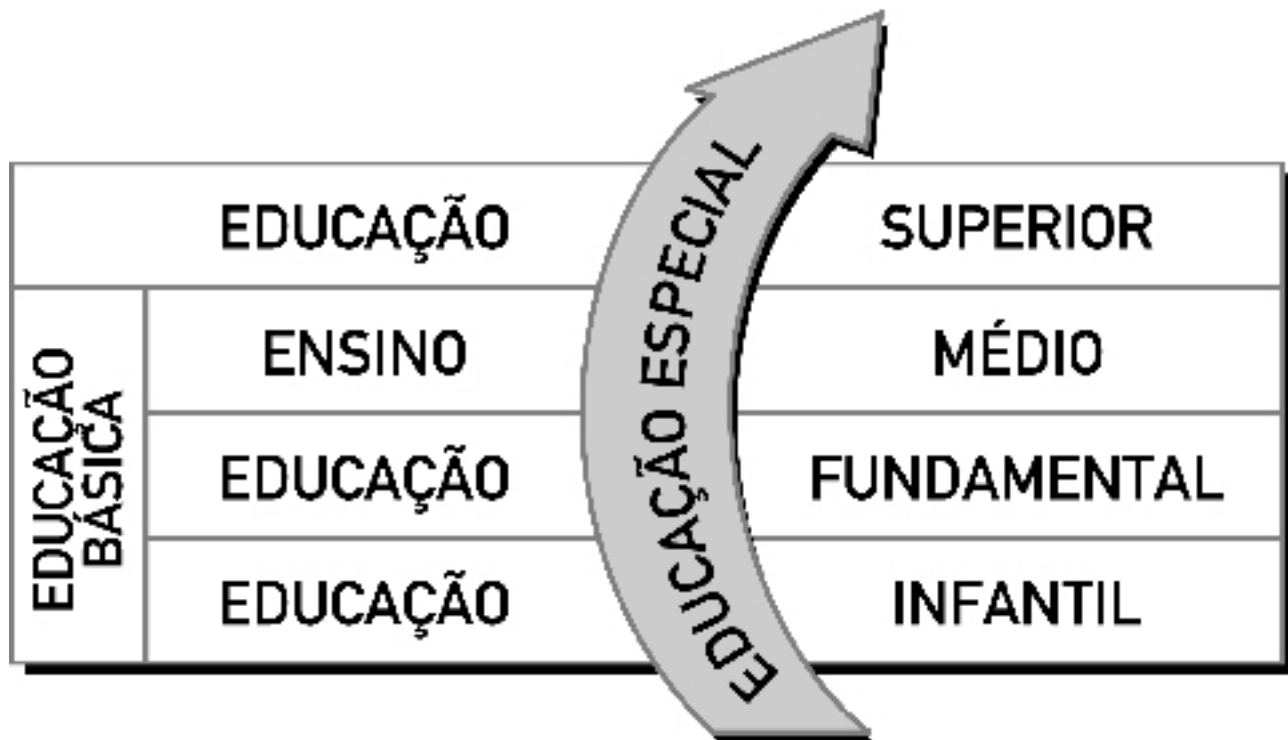 EDUCAÇÃO SUPERIOR
EDUCAÇÃO
BÁSICA
ENSINO MÉDIO
EDUCAÇÃO FUNDAMENTAL
EDUCAÇÃO INFANTIL
EDUCAÇÃO ESPECIAL